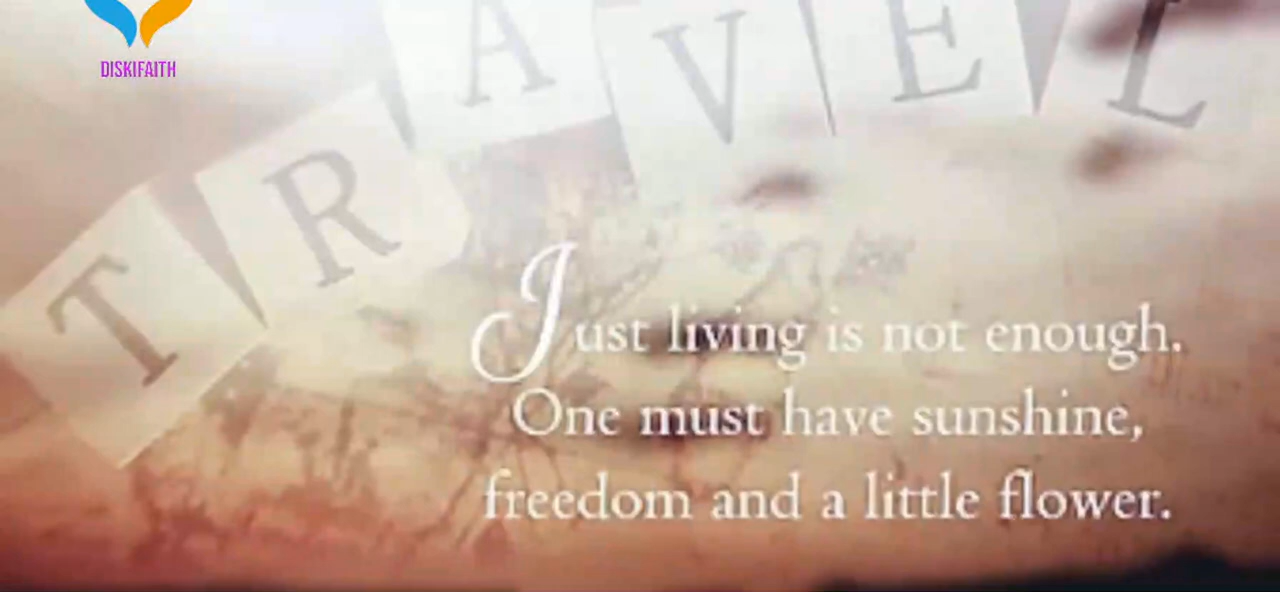 DISKIFAITH
TRAVEL
Just living is not enough.
One must have sunshine,
freedom and a little flower.